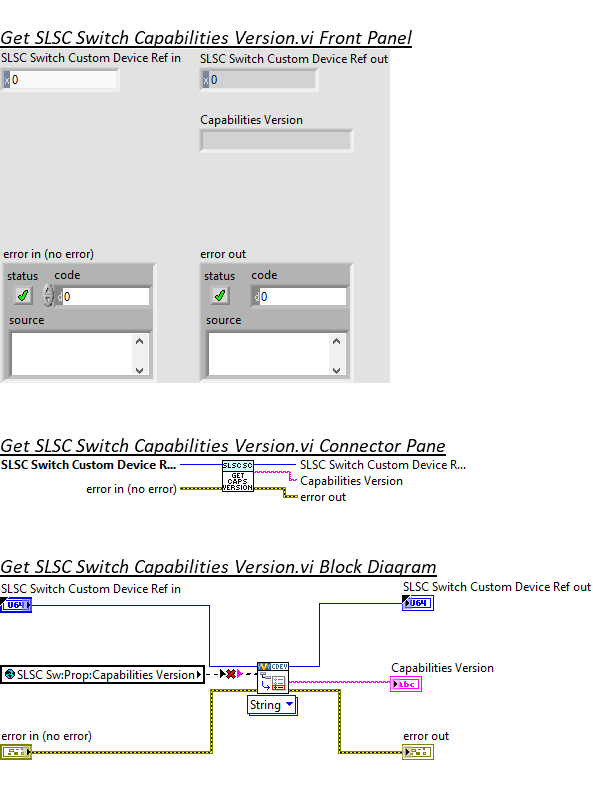 Get SLSC Switch Capabilities Version.vi Front Panel
SLSC Switch Custom Device Ref in
SLSC Switch Custom Device Ref out
x 0
x 0
Capabilities Version
error in (no error)
error out
status code
status code
d 0
d 0
source
source
Get SLSC Switch Capabilities Version.vi Connector Pane
SLSC Switch Custom Device R...
SLSC SC
SLSC Switch Custom Device R...
GET
CAPS
VERSION
Capabilities Version
error in (no error)
error out
Get SLSC Switch Capabilities Version.vi Block Diagram
SLSC Switch Custom Device Ref in
SLSC Switch Custom Device Ref out
U64
U64
CDEV
SLSC Sw:Prop:Capabilities Version
Capabilities Version
abc
String
error in (no error)
error out